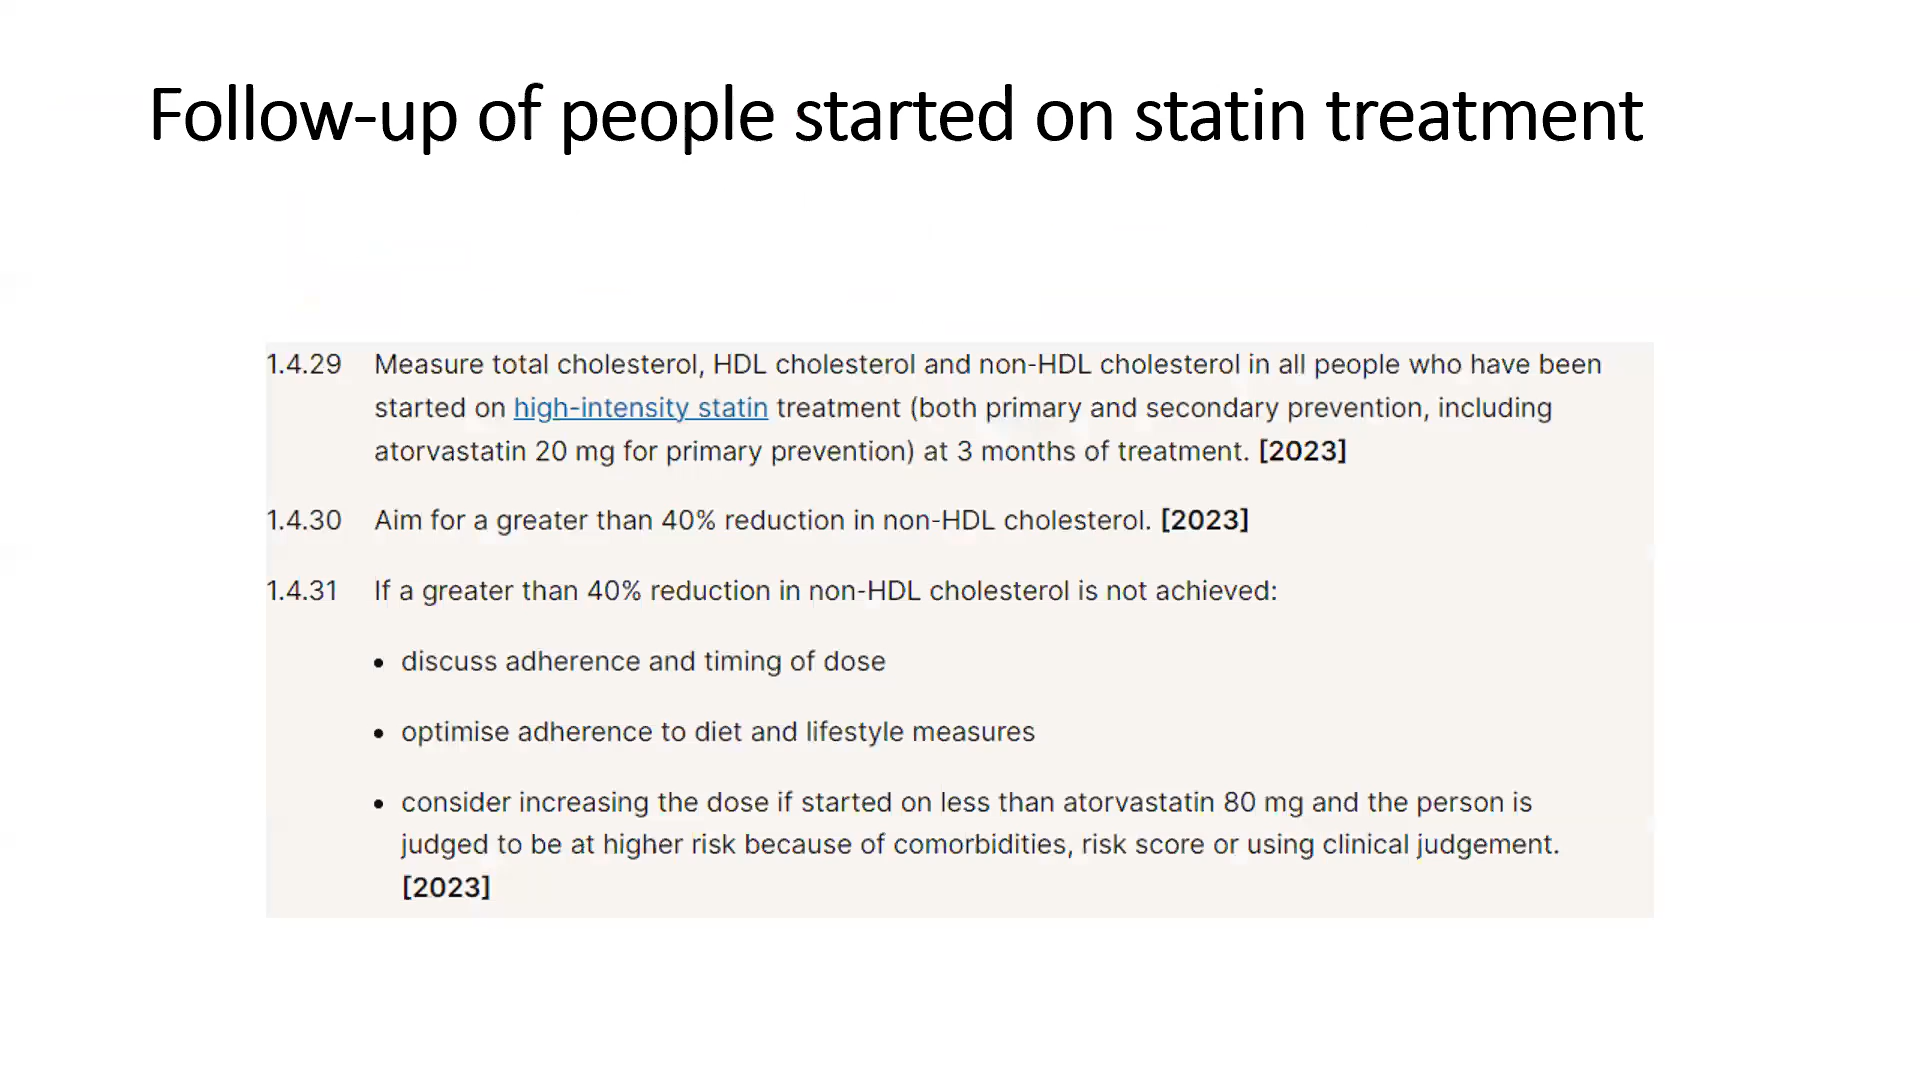 Follow-up of people started on statin treatment
1.4.29 Measure total cholesterol, HDL cholesterol and non-HDL cholesterol in all people who have been
started on high-intensity statin treatment (both primary and secondary prevention, including
atorvastatin 20 mg for primary prevention) at 3 months of treatment. [2023]
1.4.30 Aim for a greater than 40% reduction in non-HDL cholesterol. [2023]
1.4.31 If a greater than 40% reduction in non-HDL cholesterol is not achieved:
• discuss adherence and timing of dose
• optimise adherence to diet and lifestyle measures
• consider increasing the dose if started on less than atorvastatin 80 mg and the person is
judged to be at higher risk because of comorbidities, risk score or using clinical judgement.
[2023]